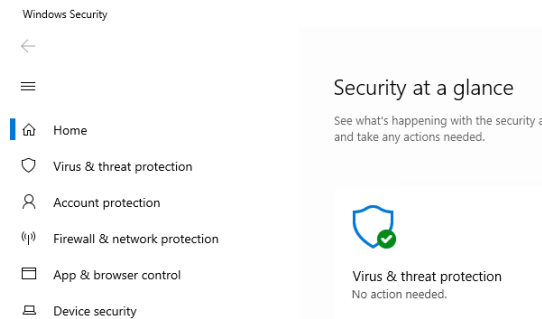 Windows Security
Home
Virus & threat protection
Account protection
Firewall & network protection
App & browser control
Device security
Security at a glance
See what's happening with the security a
and take any actions needed.
Virus & threat protection
No action needed.